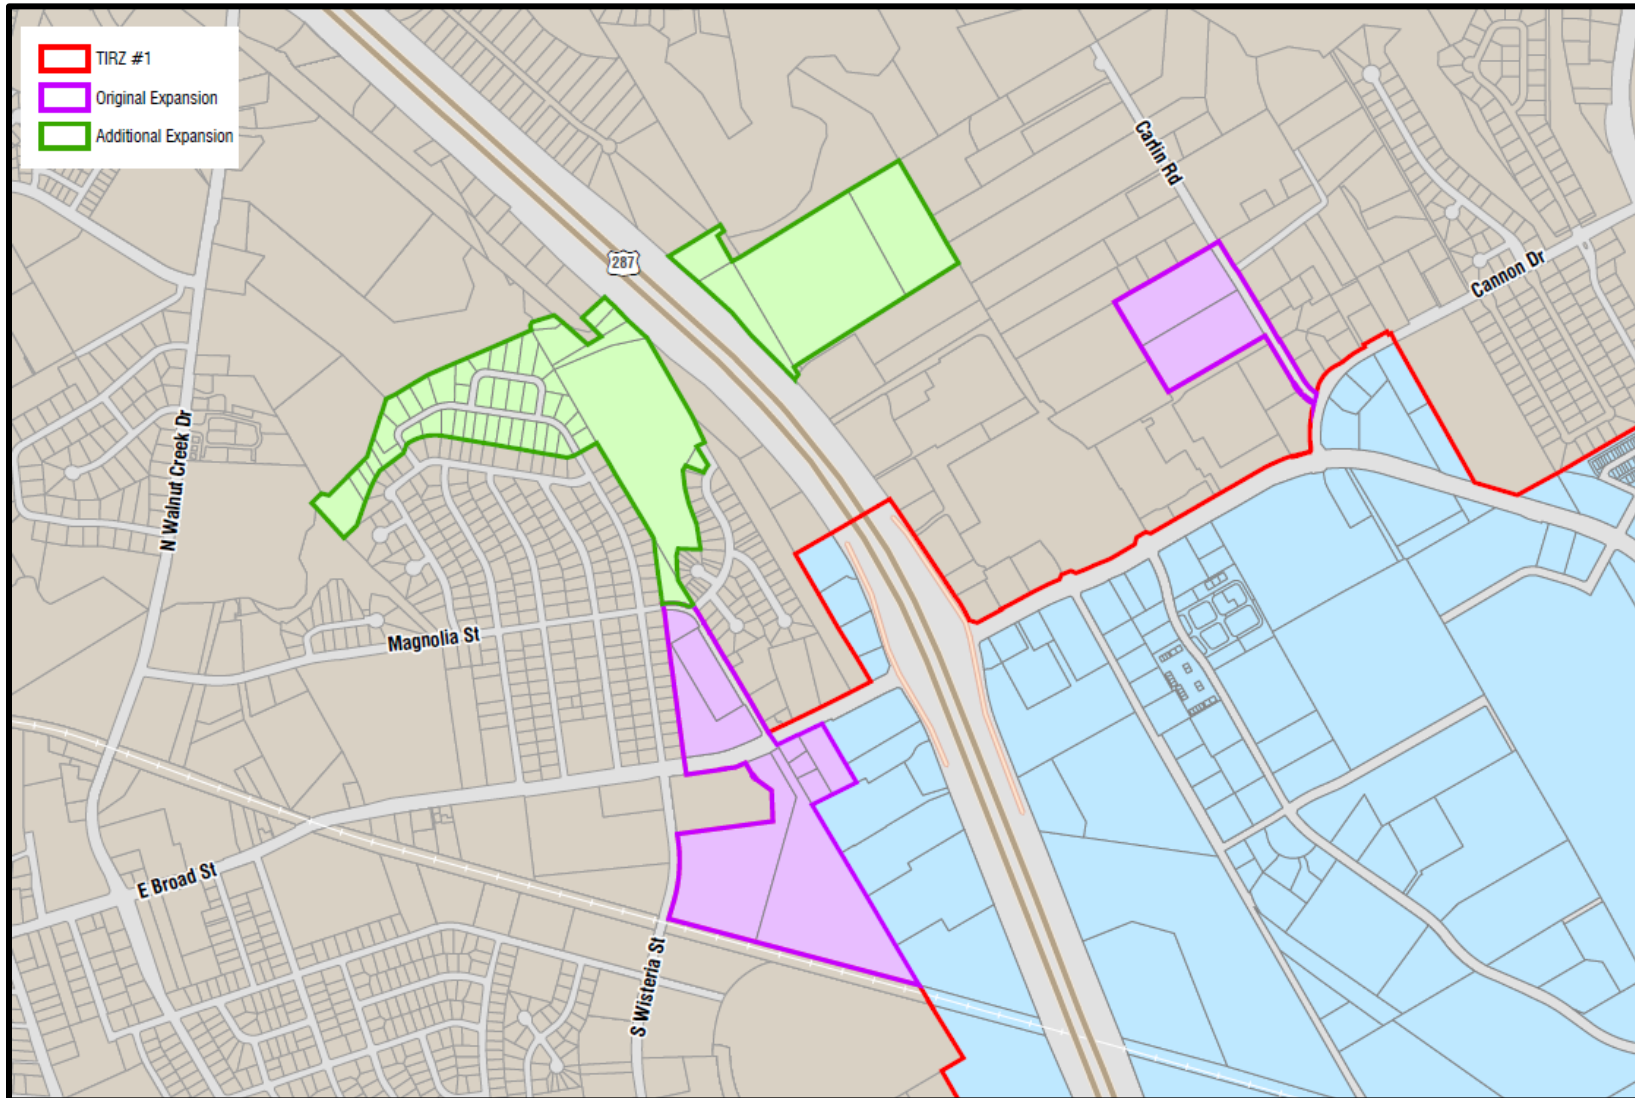 TIRZ #1
Original Expansion
Additional Expansion
Carlin Rd
287
Cannon Dr
N Walnut Creek Dr
Magnolia St
E Broad St
S Wisteria St